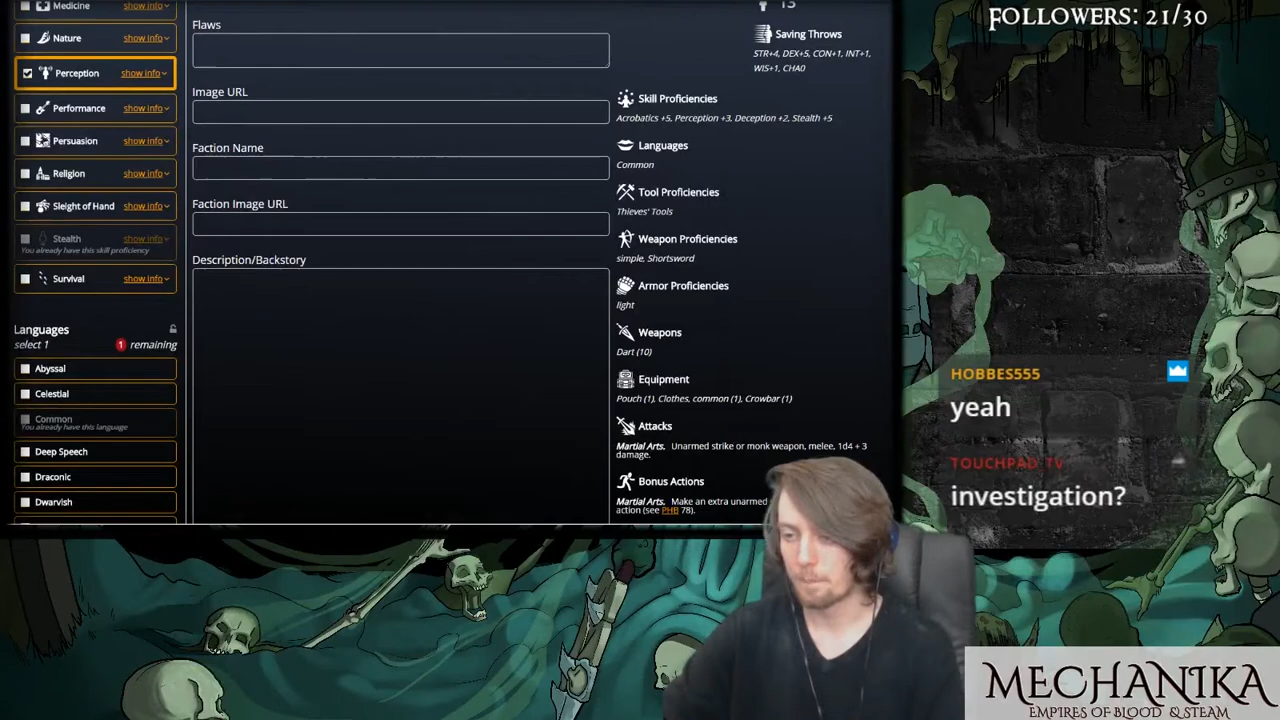 Medicine show info
Nature show info
Perception show info
Performance show info
Persuasion show info
Religion show info
Sleight of Hand show info
Stealth show info
You already have this skill proficiency
Survival show info
Languages
select 1 1 remaining
Abyssal
Celestial
Common
You already have this language
Deep Speech
Draconic
Dwarvish
Flaws
Image URL
Faction Name
Faction Image URL
Description/Backstory
13
Saving Throws
STR+4, DEX+5, CON+1, INT+1,
WIS+1, CHA0
Skill Proficiencies
Acrobatics +5, Perception +3, Deception +2, Stealth +5
Languages
Common
Tool Proficiencies
Thieves' Tools
Weapon Proficiencies
simple, Shortsword
Armor Proficiencies
light
Weapons
Dart (10)
Equipment
Pouch (1), Clothes, common (1), Crowbar (1)
Attacks
Martial Arts. Unarmed strike or monk weapon, melee, 1d4 + 3
damage.
Bonus Actions
Martial Arts. Make an extra unarmed
action (see PHB 78).
FOLLOWERS: 21/30
HOBBES555
yeah
TOUCHPAD_TV
investigation?
MECHANIKA
EMPIRES OF BLOOD & STEAM